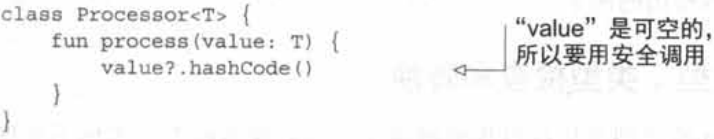 class Processor<T> {
    fun process(value: T) {
        value?.hashCode()
    }
}
“value”是可空的，
所以要用安全调用